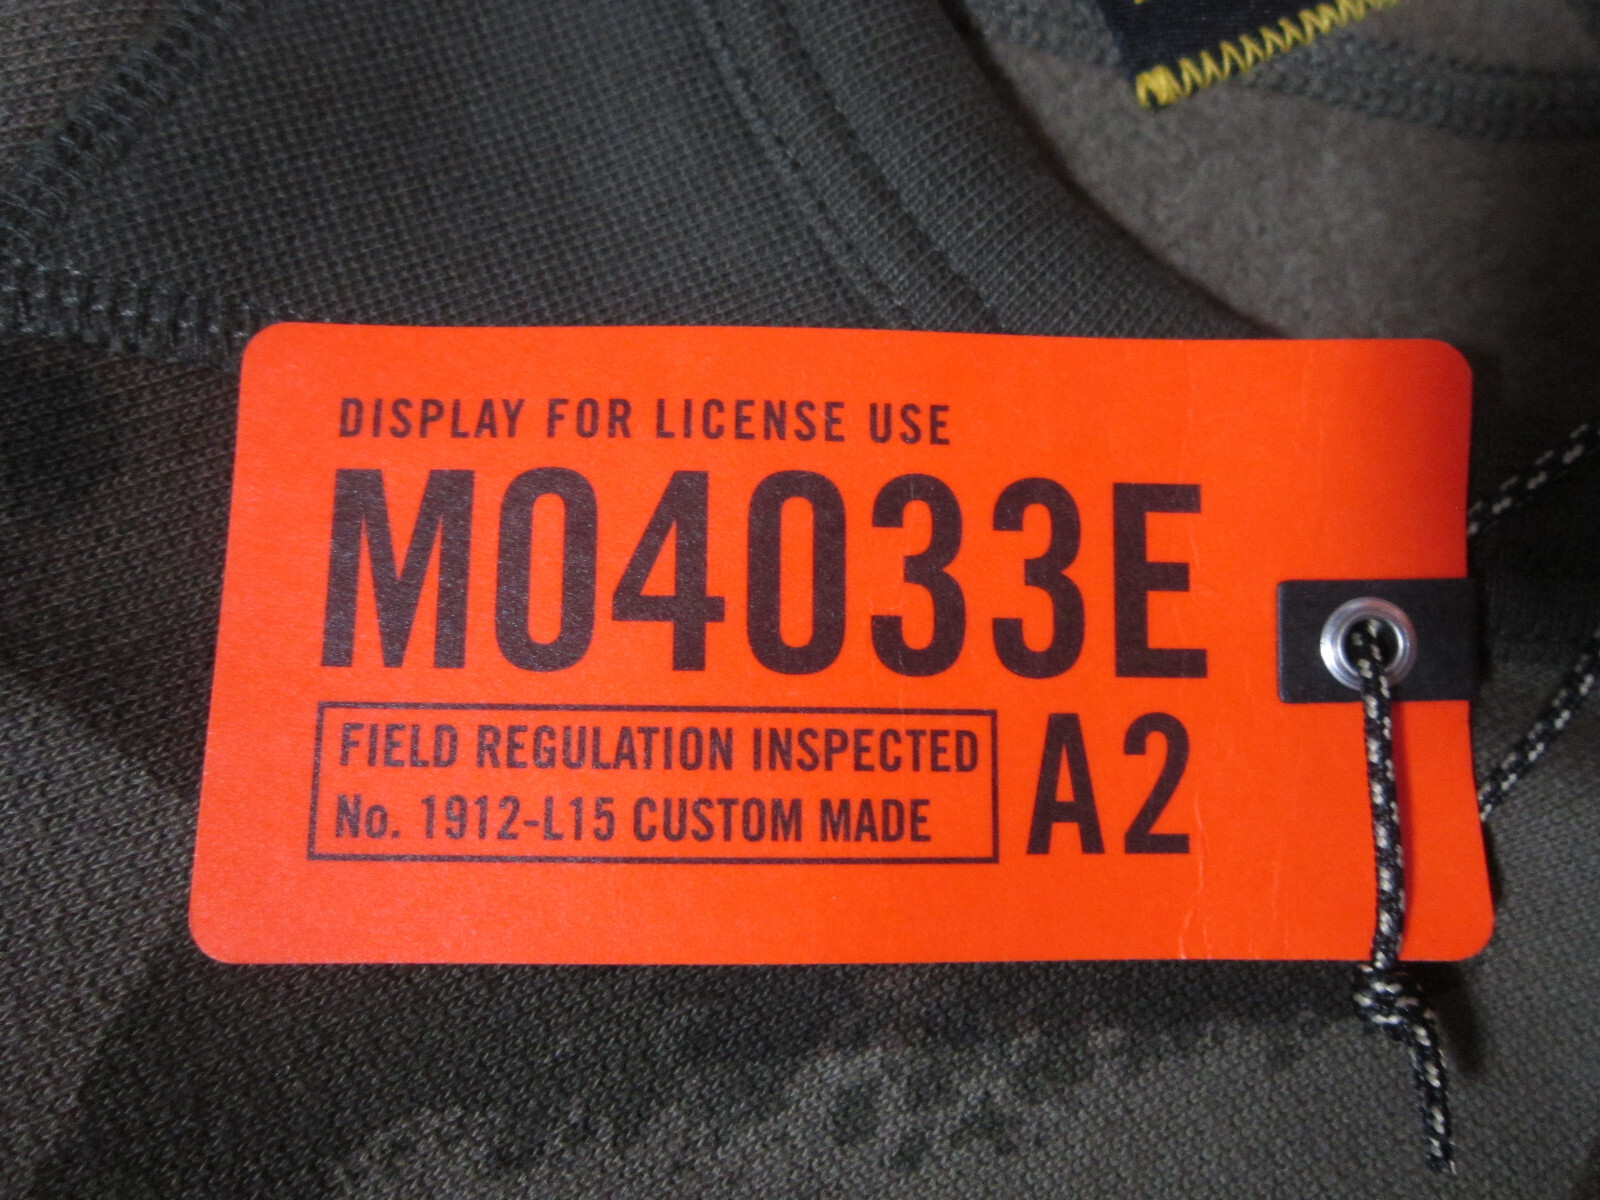 DISPLAY FOR LICENSE USE
M04033E
FIELD REGULATION INSPECTED
No. 1912-L15 CUSTOM MADE
A2